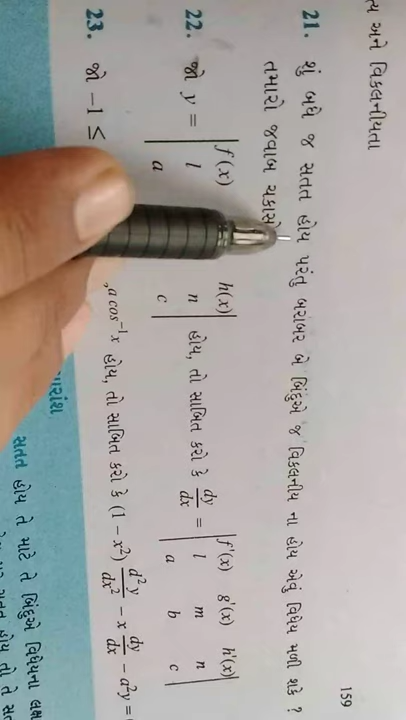 અને વિકલનીયતા
159
21. શું બધે જ સતત હોય પરંતુ બરાબર બે બિંદુએ જ વિકલનીય ના હોય એવું વિધેય મળી શકે ?
તમારો જવાબ
22. જો y = | f(x) h(x) ; l n ; a c | હોય, તો સાબિત કરો કે dy/dx = | f'(x) g'(x) h'(x) ; l m n ; a b c |
23. જો -1 ≤ a cos⁻¹x હોય, તો સાબિત કરો કે (1 - x²) d²y/dx² - x dy/dx - a²y =
સતત હોય તે માટે તે બિંદુએ વિધેયના